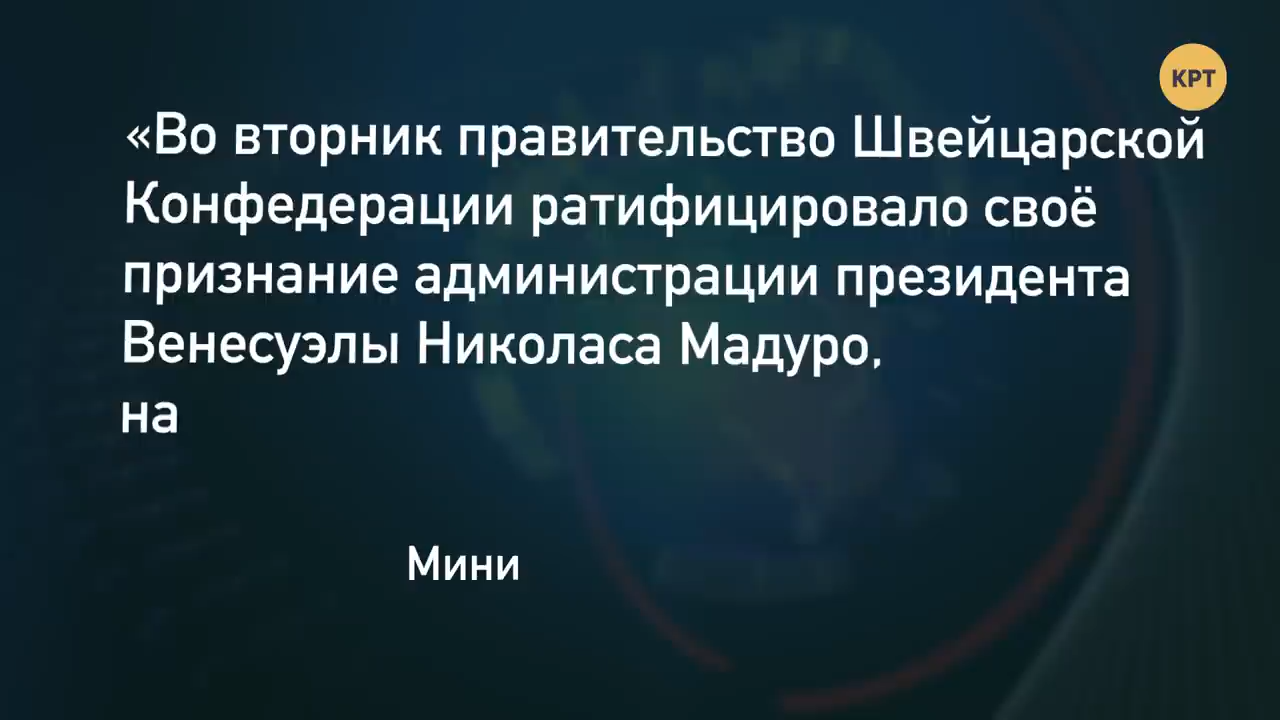 КРТ
«Во вторник правительство Швейцарской
Конфедерации ратифицировало своё
признание администрации президента
Венесуэлы Николаса Мадуро,
на
Мини